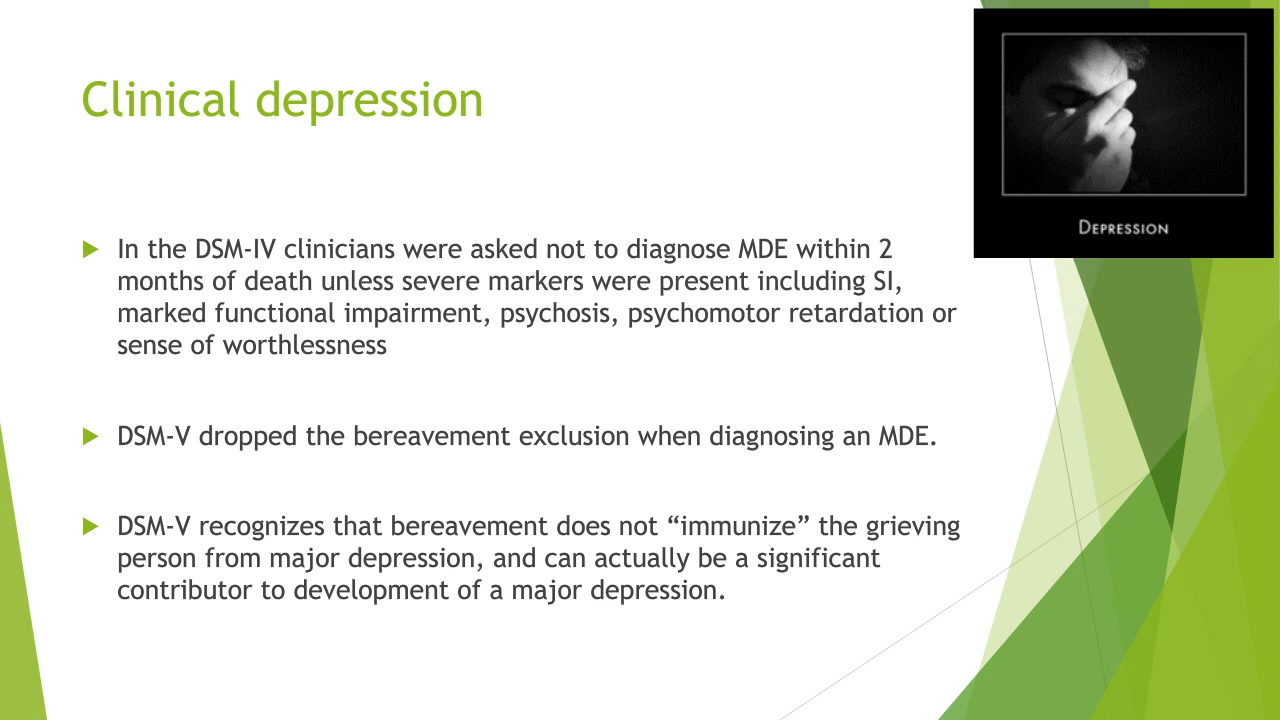 Clinical depression
DEPRESSION
In the DSM-IV clinicians were asked not to diagnose MDE within 2
months of death unless severe markers were present including SI,
marked functional impairment, psychosis, psychomotor retardation or
sense of worthlessness
DSM-V dropped the bereavement exclusion when diagnosing an MDE.
DSM-V recognizes that bereavement does not “immunize” the grieving
person from major depression, and can actually be a significant
contributor to development of a major depression.